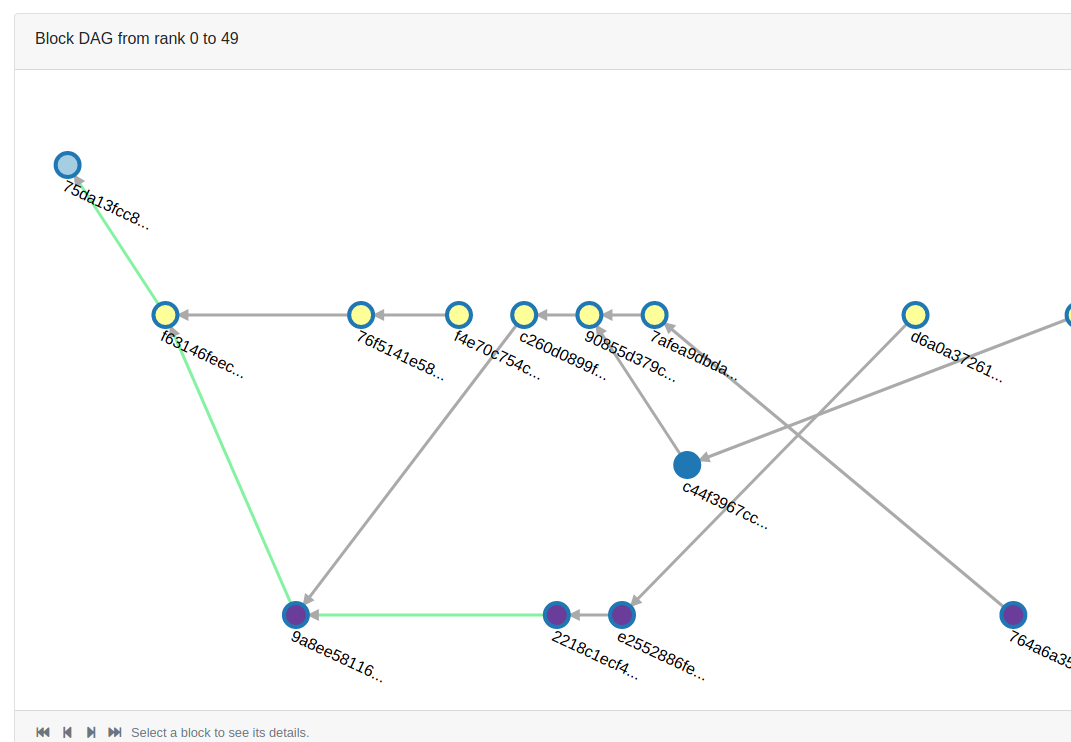 Block DAG from rank 0 to 49
75da13fcc8...
f63146feec...
76f5141e58...
f4e70c754c...
c260d0899f...
90855d379c...
7afea9dbda...
d6a0a37261...
c44f3967cc...
9a8ee58116...
2218c1ecf4...
e2552886fe...
764a6a35
Select a block to see its details.